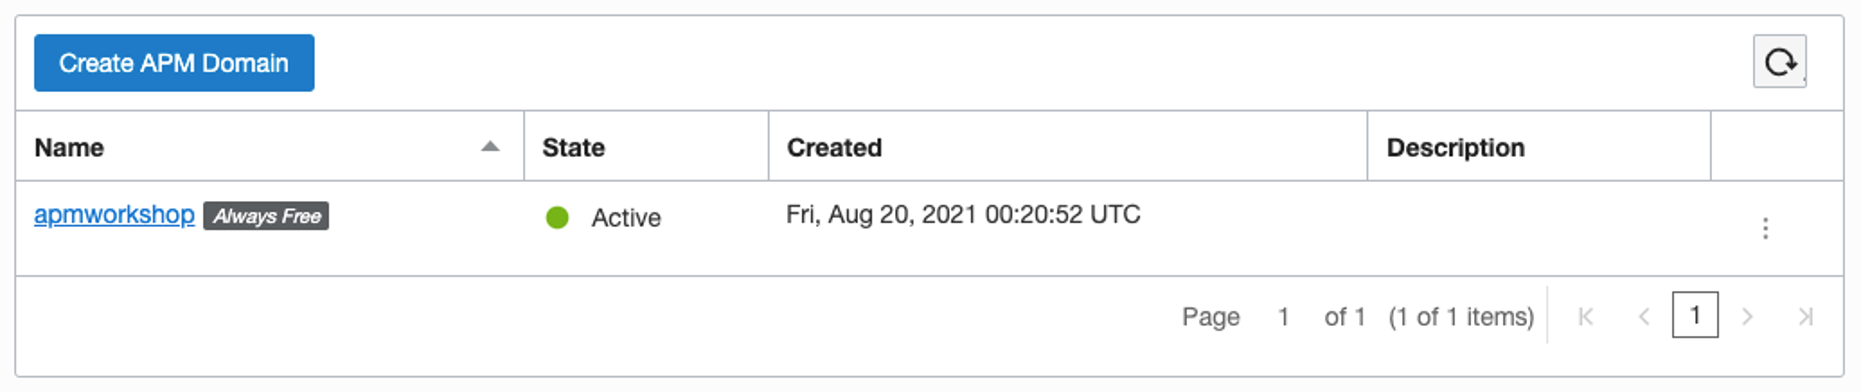 Create APM Domain
Name State Created Description
apmworkshop Always Free Active Fri, Aug 20, 2021 00:20:52 UTC
Page 1 of 1 (1 of 1 items) 1